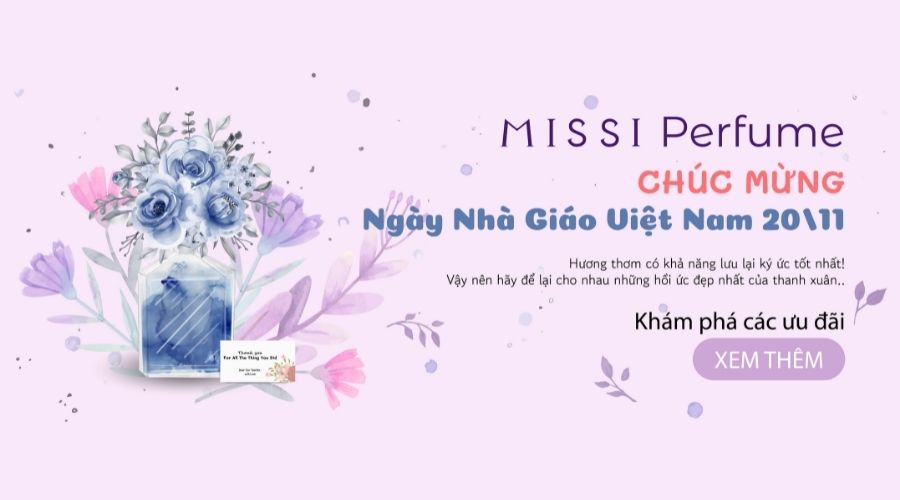 MISSI Perfume
CHÚC MỪNG
Ngày Nhà Giáo Việt Nam 20\11
Hương thơm có khả năng lưu lại ký ức tốt nhất!
Vậy nên hãy để lại cho nhau những hồi ức đẹp nhất của thanh xuân..
Khám phá các ưu đãi
XEM THÊM
Thank you
For All The Thing You Did